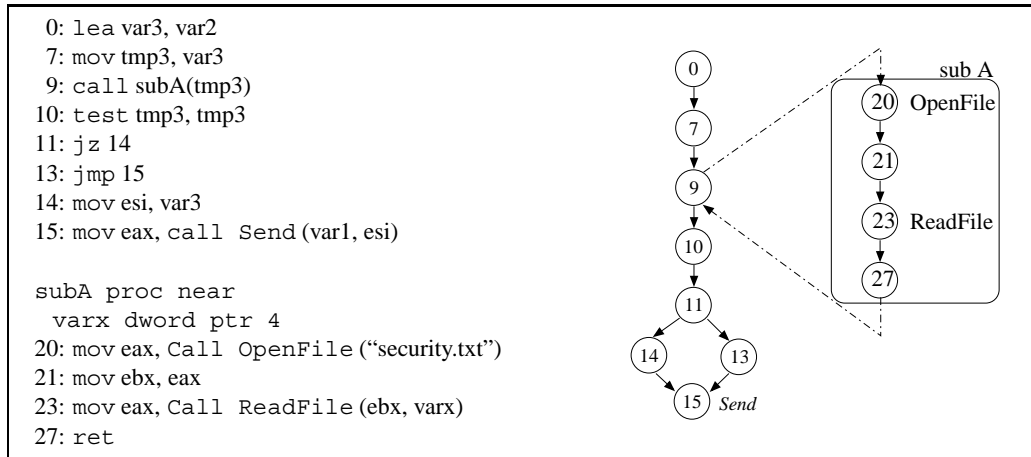 0: lea var3, var2
7: mov tmp3, var3
9: call subA(tmp3)
10: test tmp3, tmp3
11: jz 14
13: jmp 15
14: mov esi, var3
15: mov eax, call Send (var1, esi)
subA proc near
varx dword ptr 4
20: mov eax, Call OpenFile (“security.txt”)
21: mov ebx, eax
23: mov eax, Call ReadFile (ebx, varx)
27: ret
0
7
9
10
11
14 13
15 Send
sub A
20 OpenFile
21
23 ReadFile
27